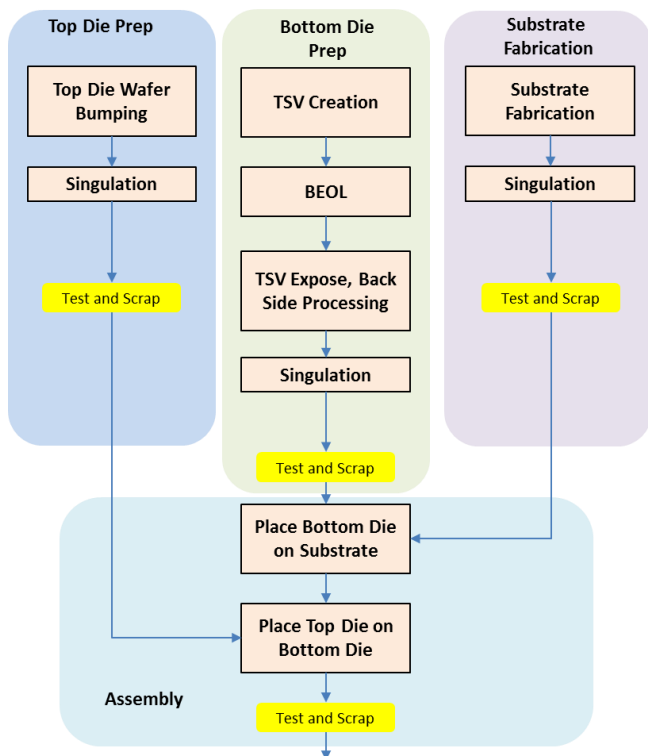 Top Die Prep
Top Die Wafer
Bumping
Singulation
Test and Scrap
Bottom Die
Prep
TSV Creation
BEOL
TSV Expose, Back
Side Processing
Singulation
Test and Scrap
Substrate
Fabrication
Substrate
Fabrication
Singulation
Test and Scrap
Place Bottom Die
on Substrate
Place Top Die on
Bottom Die
Assembly
Test and Scrap